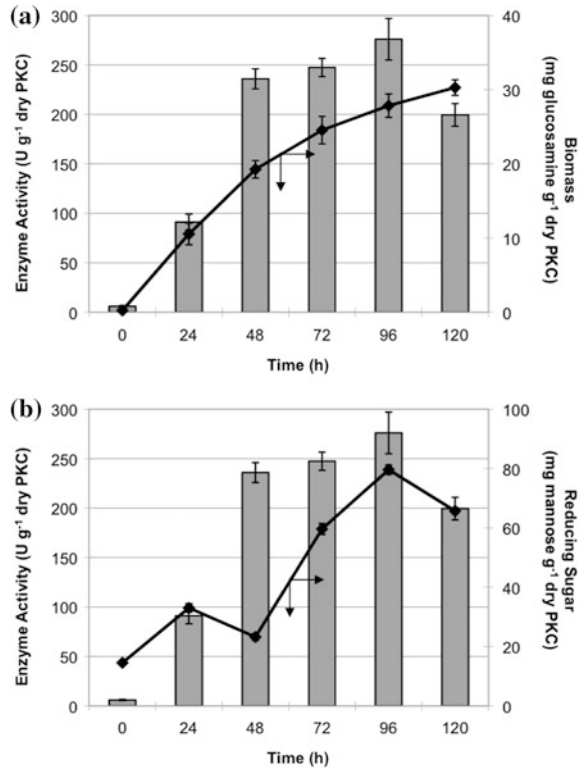 (a)
300
250
200
150
100
50
0
Enzyme Activity (U g⁻¹ dry PKC)
40
30
20
10
0
Biomass
(mg glucosamine g⁻¹ dry PKC)
0 24 48 72 96 120
Time (h)
(b)
300
250
200
150
100
50
0
Enzyme Activity (U g⁻¹ dry PKC)
100
80
60
40
20
0
Reducing Sugar
(mg mannose g⁻¹ dry PKC)
0 24 48 72 96 120
Time (h)